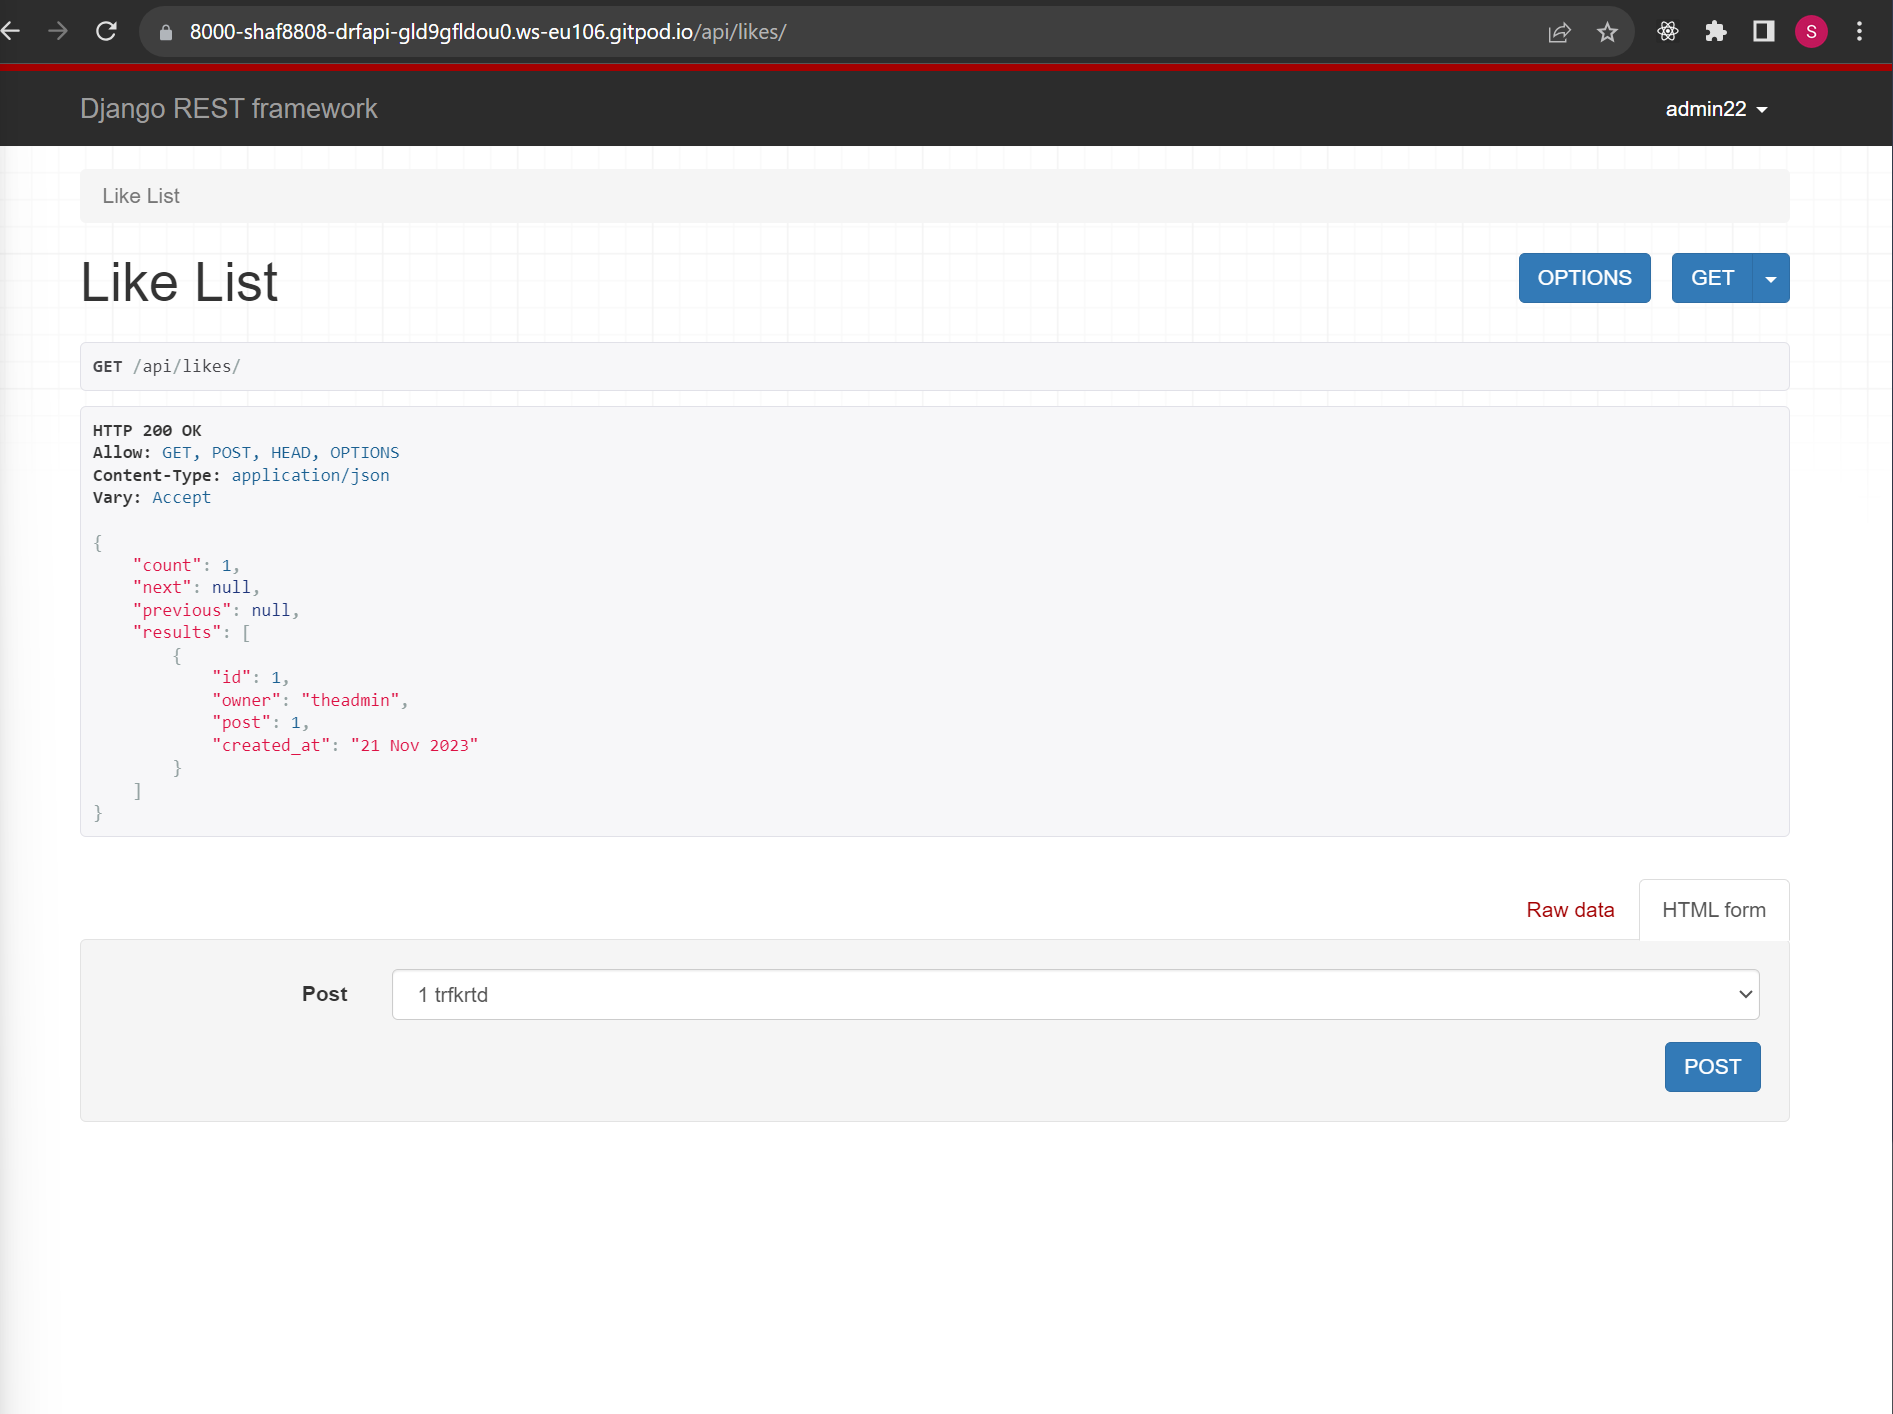 8000-shaf8808-drfapi-gld9gfldou0.ws-eu106.gitpod.io/api/likes/
S
Django REST framework
admin22
Like List
Like List
OPTIONS
GET
GET /api/likes/
HTTP 200 OK
Allow: GET, POST, HEAD, OPTIONS
Content-Type: application/json
Vary: Accept
{
"count": 1,
"next": null,
"previous": null,
"results": [
{
"id": 1,
"owner": "theadmin",
"post": 1,
"created_at": "21 Nov 2023"
}
]
}
Raw data
HTML form
Post
1 trfkrtd
POST